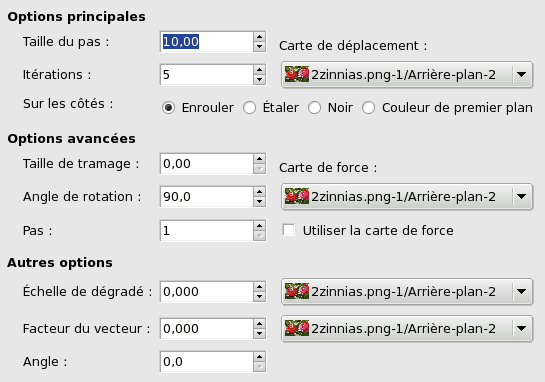 Options principales
Taille du pas : 10,00 Carte de déplacement :
Itérations : 5 2zinnias.png-1/Arrière-plan-2
Sur les côtés : Enrouler Étaler Noir Couleur de premier plan
Options avancées
Taille de tramage : 0,00 Carte de force :
Angle de rotation : 90,0 2zinnias.png-1/Arrière-plan-2
Pas : 1 Utiliser la carte de force
Autres options
Échelle de dégradé : 0,000 2zinnias.png-1/Arrière-plan-2
Facteur du vecteur : 0,000 2zinnias.png-1/Arrière-plan-2
Angle : 0,0